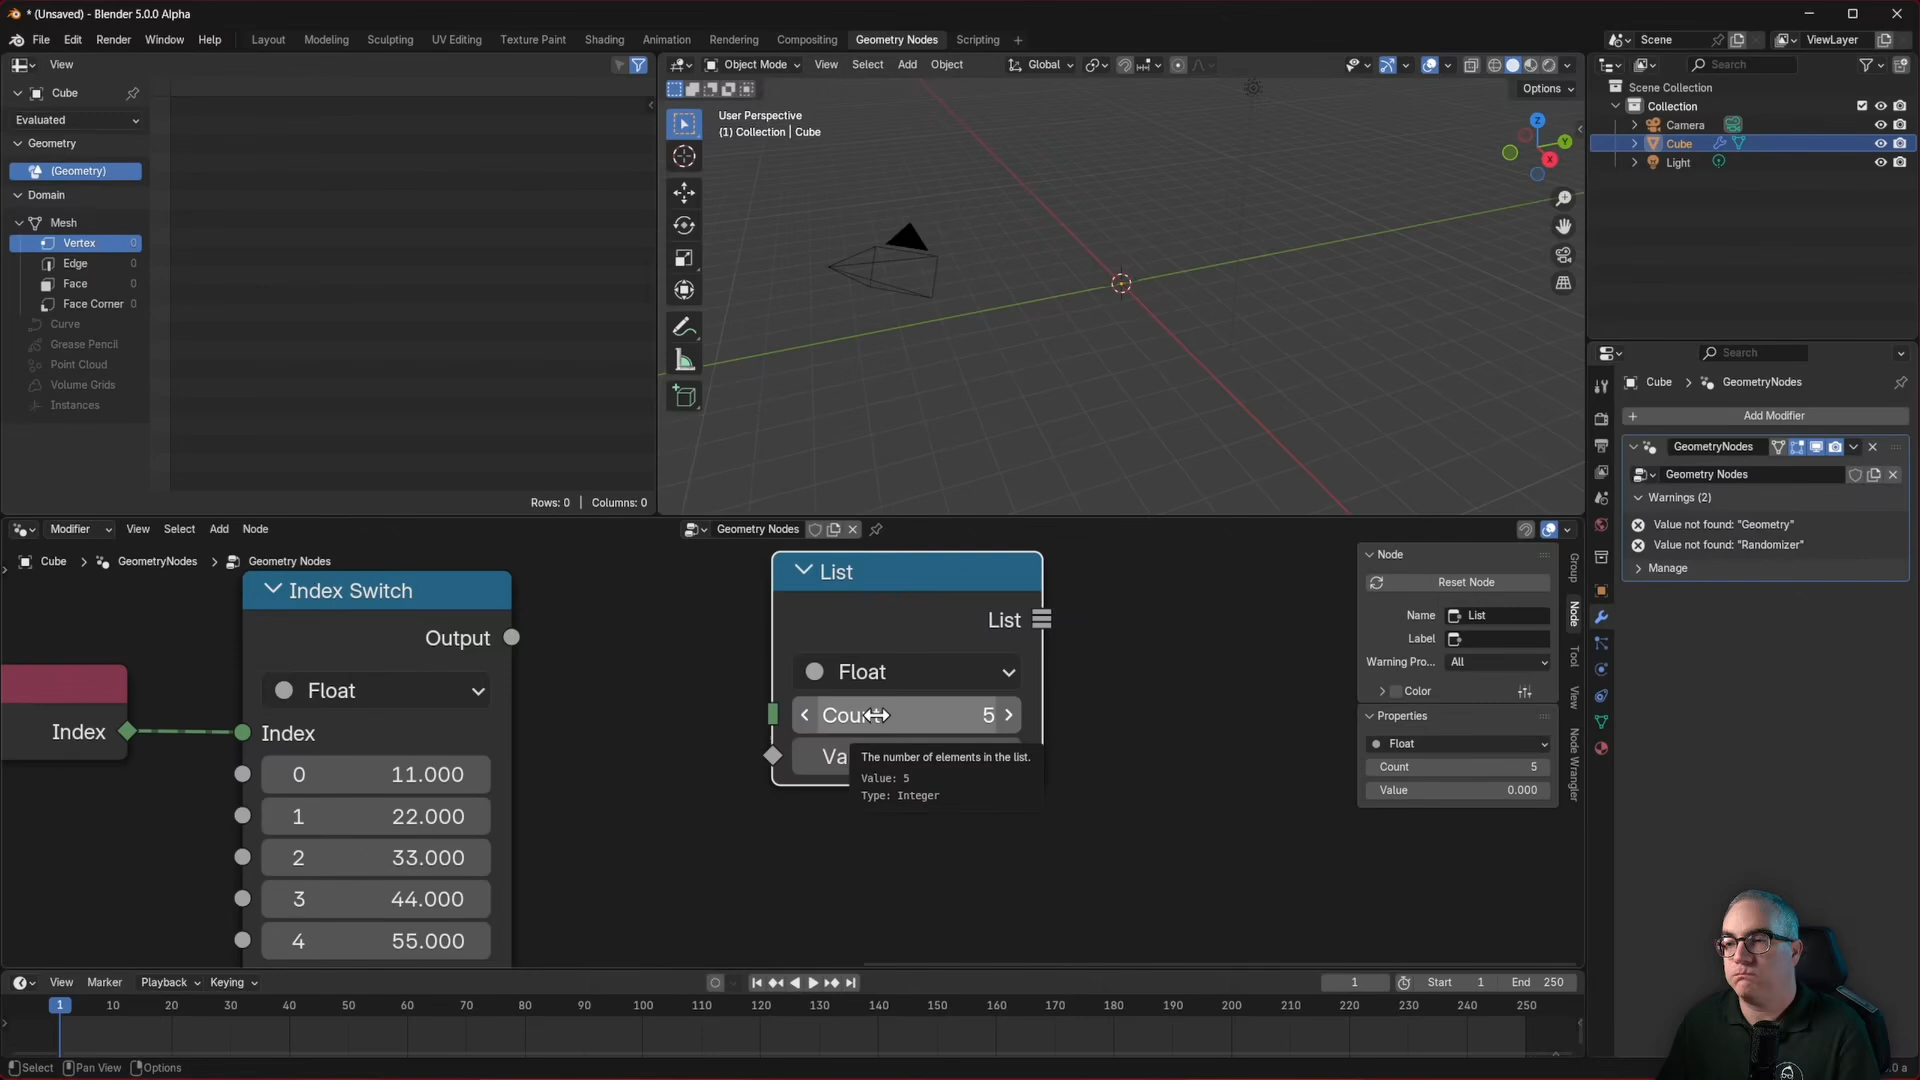 * (Unsaved) - Blender 5.0.0 Alpha
File Edit Render Window Help
Layout Modeling Sculpting UV Editing Texture Paint Shading Animation Rendering Compositing Geometry Nodes Scripting +
Scene
ViewLayer
View
Cube
Evaluated
Geometry
(Geometry)
Domain
Mesh
Vertex 0
Edge 0
Face 0
Face Corner 0
Curve
Grease Pencil
Point Cloud
Volume Grids
Instances
Rows: 0 | Columns: 0
Object Mode View Select Add Object
Global
Options
User Perspective
(1) Collection | Cube
Z
Y
X
Search
Scene Collection
Collection
Camera
Cube
Light
Search
Cube > GeometryNodes
+ Add Modifier
GeometryNodes
Geometry Nodes
Warnings (2)
Value not found: "Geometry"
Value not found: "Randomizer"
Manage
Modifier View Select Add Node
Geometry Nodes
Cube > GeometryNodes > Geometry Nodes
Index
Index Switch
Output
Float
Index
0 11.000
1 22.000
2 33.000
3 44.000
4 55.000
List
List
Float
5
The number of elements in the list.
Value: 5
Type: Integer
Node
Reset Node
Name List
Label
Warning Pro... All
Color
Properties
Float
Count 5
Value 0.000
Group
Node
Tool
View
Node Wrangler
View Marker Playback Keying
1
Start 1
End 250
1 10 20 30 40 50 60 70 80 90 100 110 120 130 140 150 160 170 180 190 200 210 220 230 240 250
Select Pan View Options